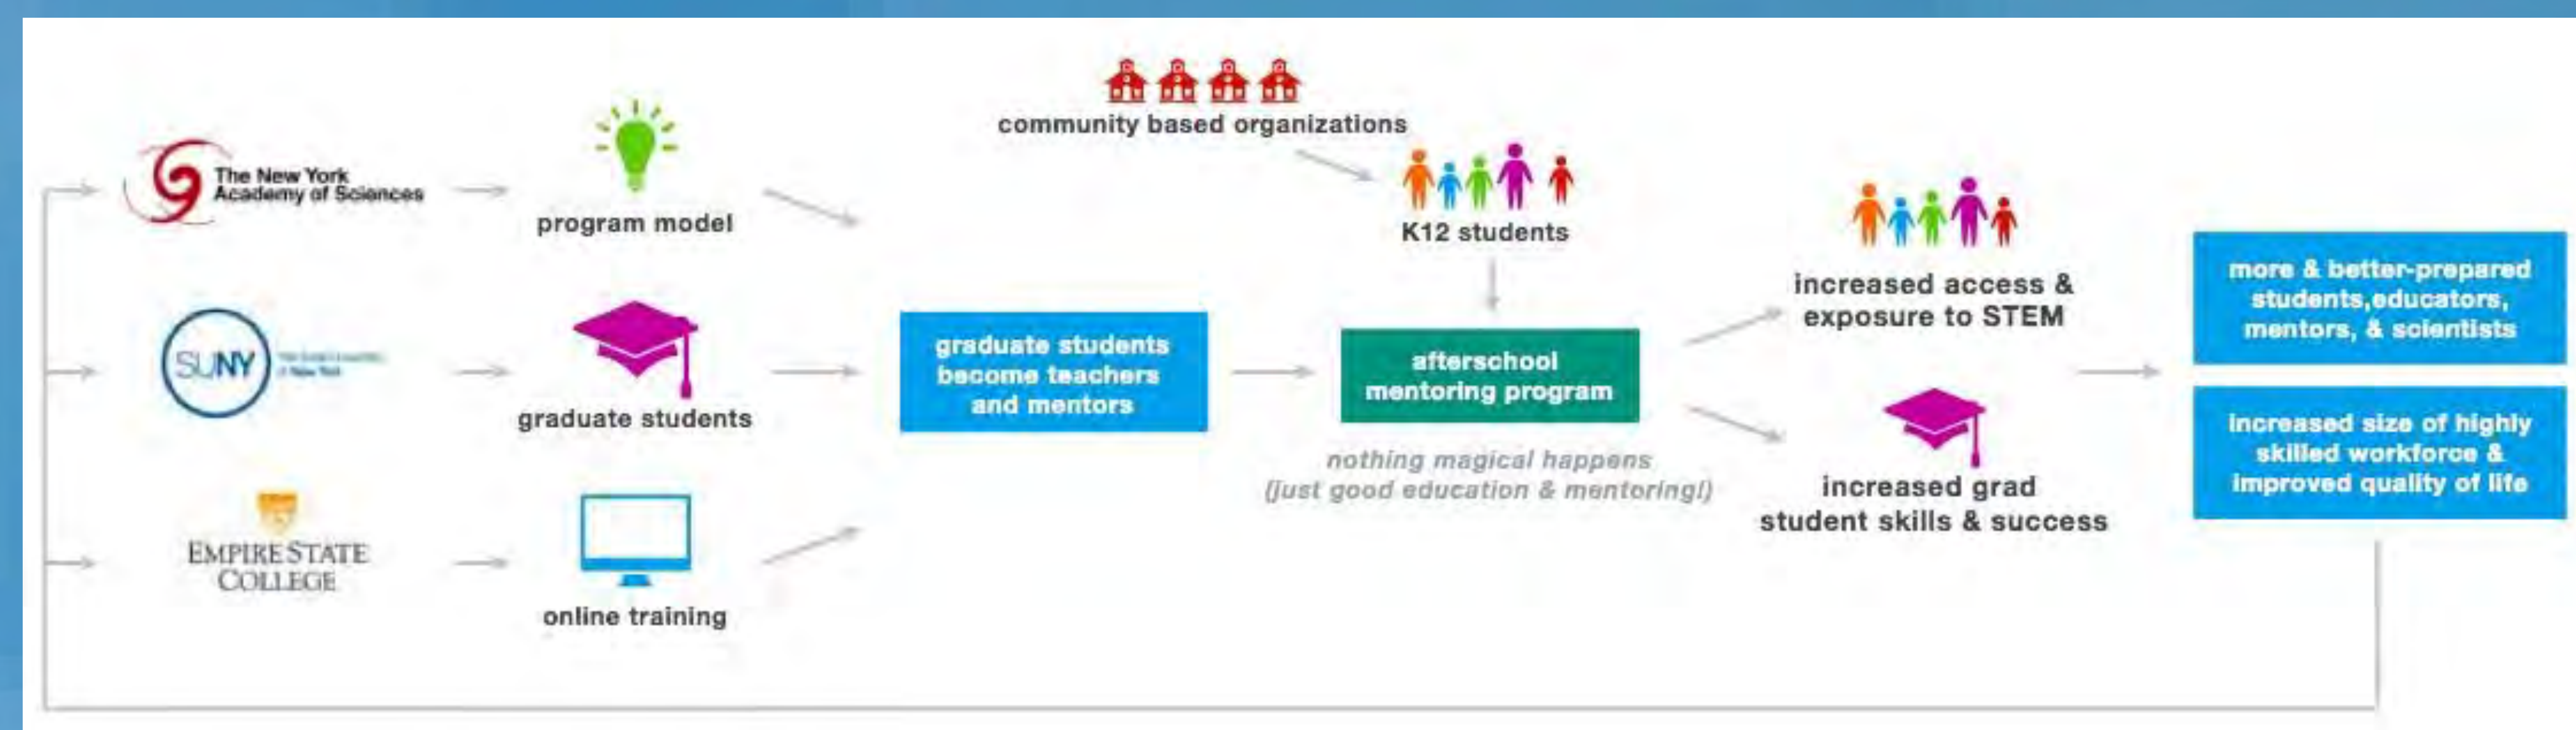 community based organizations
The New York
Academy of Sciences
program model
K12 students
increased access &
exposure to STEM
more & better-prepared
students,educators,
mentors, & scientists
SUNY
graduate students
graduate students
become teachers
and mentors
afterschool
mentoring program
nothing magical happens
(just good education & mentoring!)
increased grad
student skills & success
increased size of highly
skilled workforce &
improved quality of life
EMPIRE STATE
COLLEGE
online training